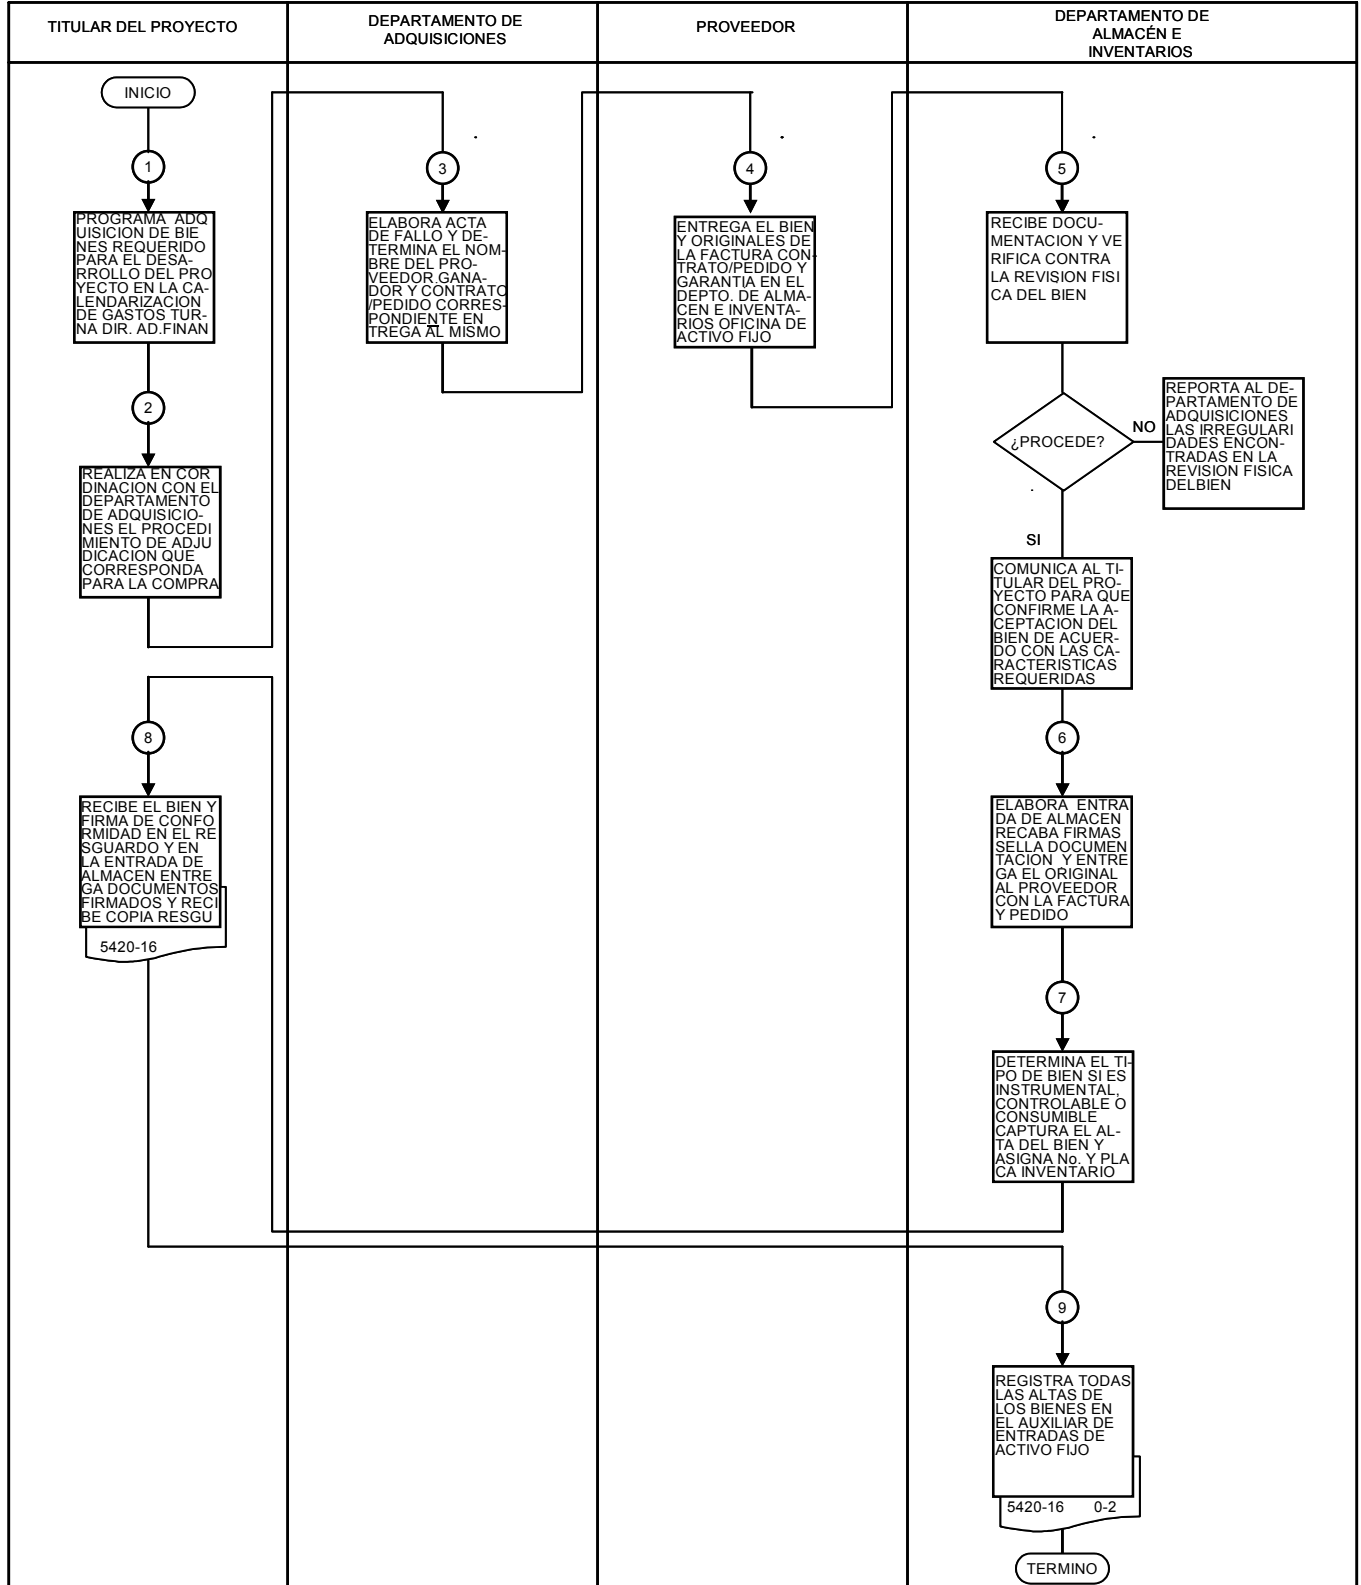 TITULAR DEL PROYECTO
DEPARTAMENTO DE
ADQUISICIONES
PROVEEDOR
DEPARTAMENTO DE
ALMACÉN E
INVENTARIOS
INICIO
1
PROGRAMA ADQ
UISICION DE BIE
NES REQUERIDO
PARA EL DESA-
RROLLO DEL PRO
YECTO EN LA CA-
LENDARIZACION
DE GASTOS TUR-
NA DIR. AD.FINAN
2
REALIZA EN COR
DINACION CON EL
DEPARTAMENTO
DE ADQUISICIO-
NES EL PROCEDI
MIENTO DE ADJU
DICACION QUE
CORRESPONDA
PARA LA COMPRA
3
ELABORA ACTA
DE FALLO Y DE-
TERMINA EL NOM-
BRE DEL PRO-
VEEDOR.GANA-
DOR Y CONTRATO
/PEDIDO CORRES-
PONDIENTE EN
TREGA AL MISMO
4
ENTREGA EL BIEN
Y ORIGINALES DE
LA FACTURA CON-
TRATO/PEDIDO Y
GARANTIA EN EL
DEPTO. DE ALMA-
CEN E INVENTA-
RIOS OFICINA DE
ACTIVO FIJO
5
RECIBE DOCU-
MENTACION Y VE
RIFICA CONTRA
LA REVISION FISI
CA DEL BIEN
¿PROCEDE?
NO
REPORTA AL DE-
PARTAMENTO DE
ADQUISICIONES
LAS IRREGULARI
DADES ENCON-
TRADAS EN LA
REVISION FISICA
DELBIEN
SI
COMUNICA AL TI-
TULAR DEL PRO-
YECTO PARA QUE
CONFIRME LA A-
CEPTACION DEL
BIEN DE ACUER-
DO CON LAS CA-
RACTERISTICAS
REQUERIDAS
6
ELABORA ENTRA
DA DE ALMACEN
RECABA FIRMAS
SELLA DOCUMEN
TACION Y ENTRE
GA EL ORIGINAL
AL PROVEEDOR
CON LA FACTURA
Y PEDIDO
7
DETERMINA EL TI-
PO DE BIEN SI ES
INSTRUMENTAL,
CONTROLABLE O
CONSUMIBLE
CAPTURA EL AL-
TA DEL BIEN Y
ASIGNA No. Y PLA
CA INVENTARIO
8
RECIBE EL BIEN Y
FIRMA DE CONFO
RMIDAD EN EL RE
SGUARDO Y EN
LA ENTRADA DE
ALMACEN ENTRE
GA DOCUMENTOS
FIRMADOS Y RECI
BE COPIA RESGU
5420-16
9
REGISTRA TODAS
LAS ALTAS DE
LOS BIENES EN
EL AUXILIAR DE
ENTRADAS DE
ACTIVO FIJO
5420-16 0-2
TERMINO